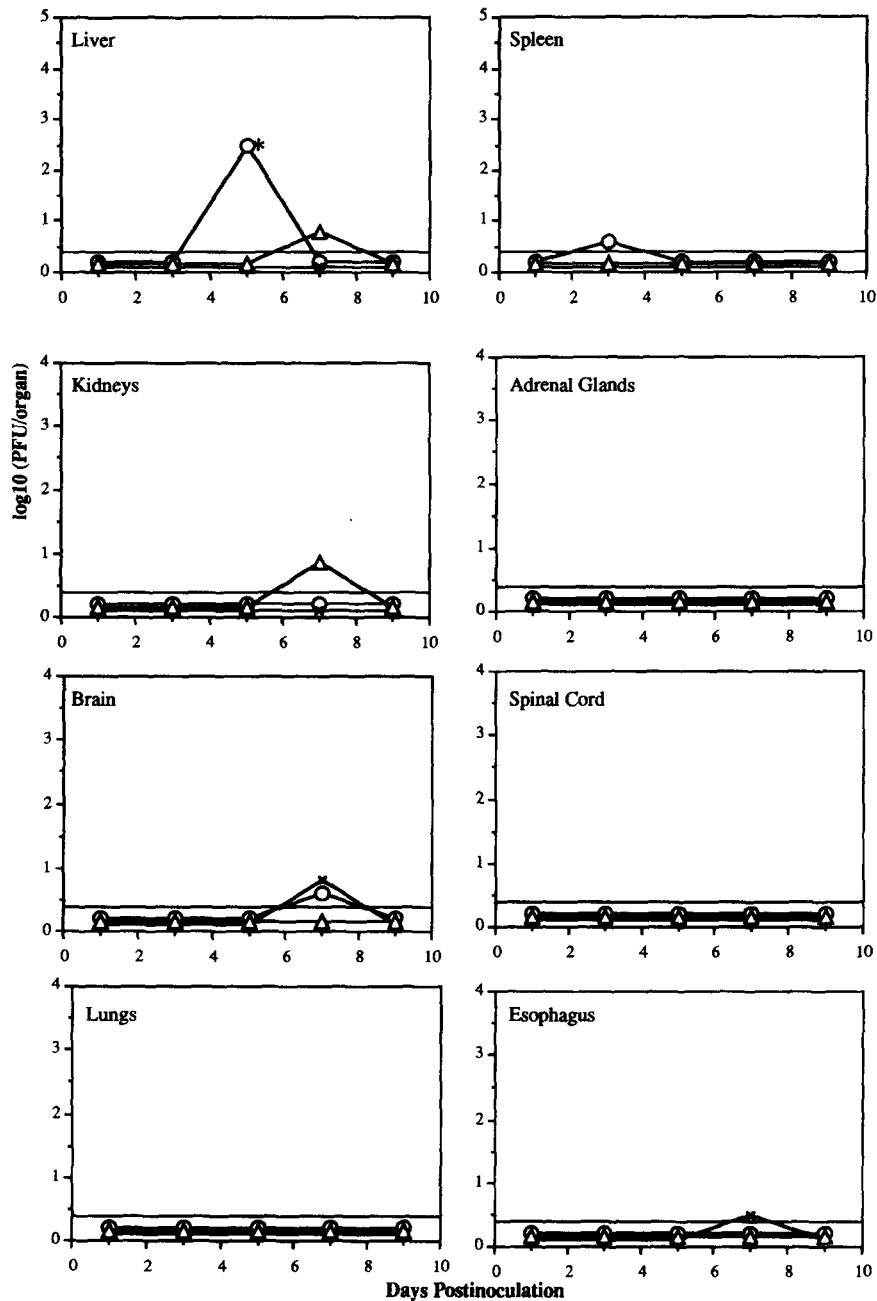 Liver
5
4
3
2
1
0
0 2 4 6 8 10
*
Spleen
5
4
3
2
1
0
0 2 4 6 8 10
log10 (PFU/organ)
Kidneys
4
3
2
1
0
0 2 4 6 8 10
Adrenal Glands
4
3
2
1
0
0 2 4 6 8 10
Brain
4
3
2
1
0
0 2 4 6 8 10
Spinal Cord
4
3
2
1
0
0 2 4 6 8 10
Lungs
4
3
2
1
0
0 2 4 6 8 10
Esophagus
4
3
2
1
0
0 2 4 6 8 10
Days Postinoculation